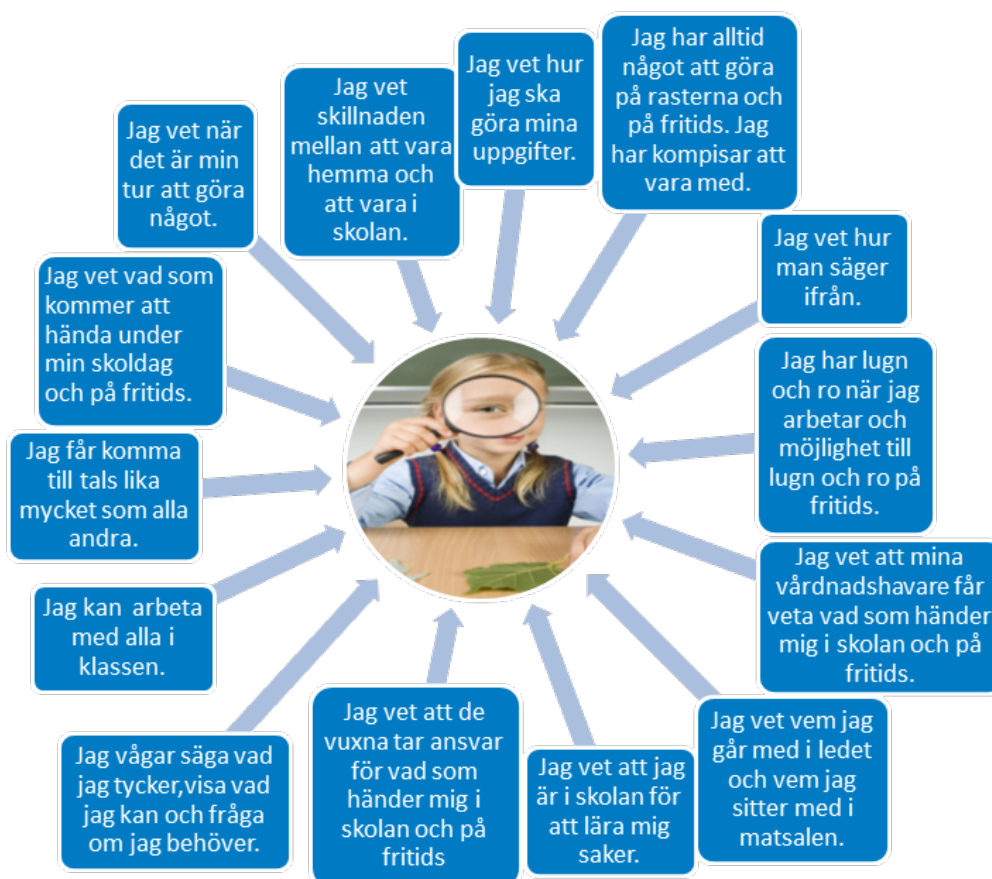 Jag har alltid
något att göra
på rasterna och
på fritids. Jag
har kompisar att
vara med.
Jag vet hur
man säger
ifrån.
Jag har lugn
och ro när jag
arbetar och
möjlighet till
lugn och ro på
fritids.
Jag vet att mina
vårdnadshavare får
veta vad som händer
mig i skolan och på
fritids.
Jag vet vem jag
går med i ledet
och vem jag
sitter med i
matsalen.
Jag vet att jag
är i skolan för
att lära mig
saker.
Jag vet att de
vuxna tar ansvar
för vad som
händer mig i
skolan och på
fritids
Jag vågar säga vad
jag tycker,visa vad
jag kan och fråga
om jag behöver.
Jag kan arbeta
med alla i
klassen.
Jag får komma
till tals lika
mycket som alla
andra.
Jag vet vad som
kommer att
hända under
min skoldag
och på fritids.
Jag vet när
det är min
tur att göra
något.
Jag vet
skillnaden
mellan att vara
hemma och
att vara i
skolan.
Jag vet hur
jag ska
göra mina
uppgifter.